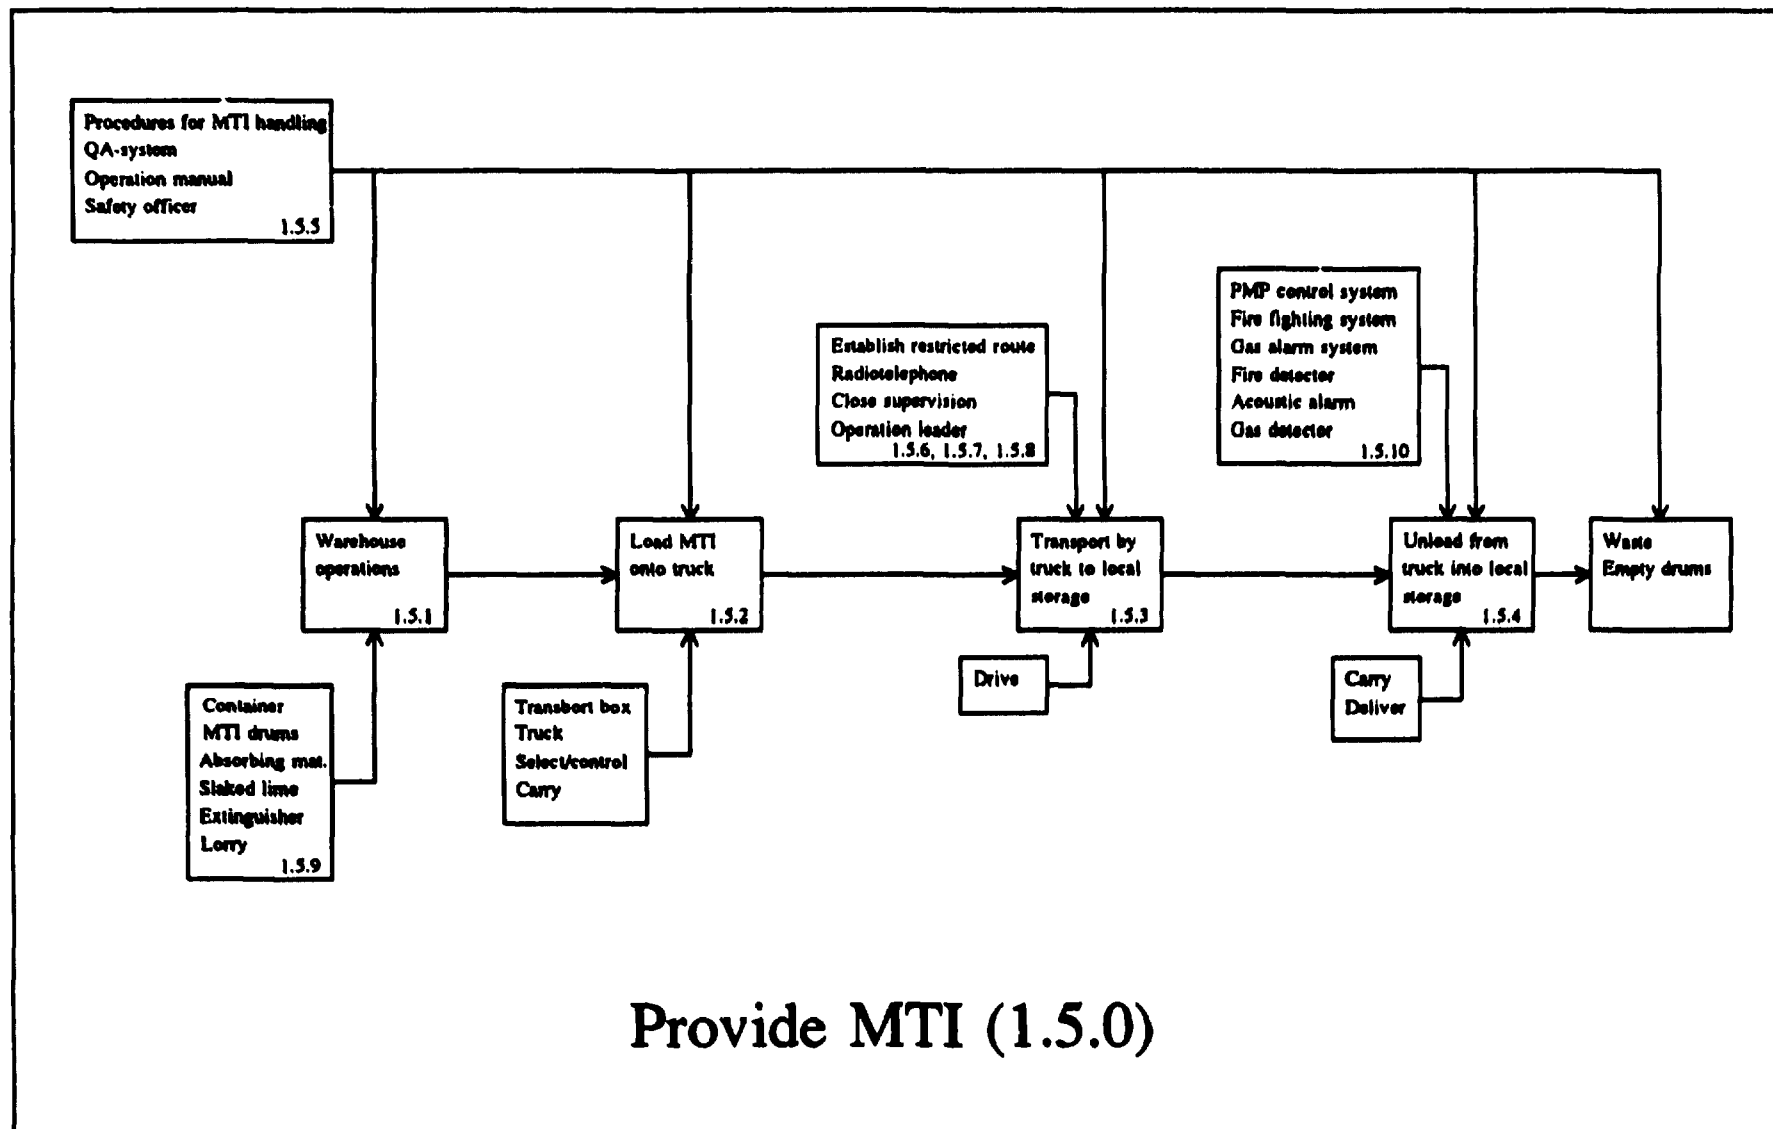 Procedures for MTI handling
QA-system
Operation manual
Safety officer
1.5.5
PMP control system
Fire fighting system
Gas alarm system
Fire detector
Acoustic alarm
Gas detector
1.5.10
Establish restricted route
Radiotelephone
Close supervision
Operation leader
1.5.6, 1.5.7, 1.5.8
Warehouse
operations
1.5.1
Load MTI
onto truck
1.5.2
Transport by
truck to local
storage
1.5.3
Unload from
truck into local
storage
1.5.4
Waste
Empty drums
Container
MTI drums
Absorbing mat.
Slaked lime
Extinguisher
Lorry
1.5.9
Transbort box
Truck
Select/control
Carry
Drive
Carry
Deliver
Provide MTI (1.5.0)